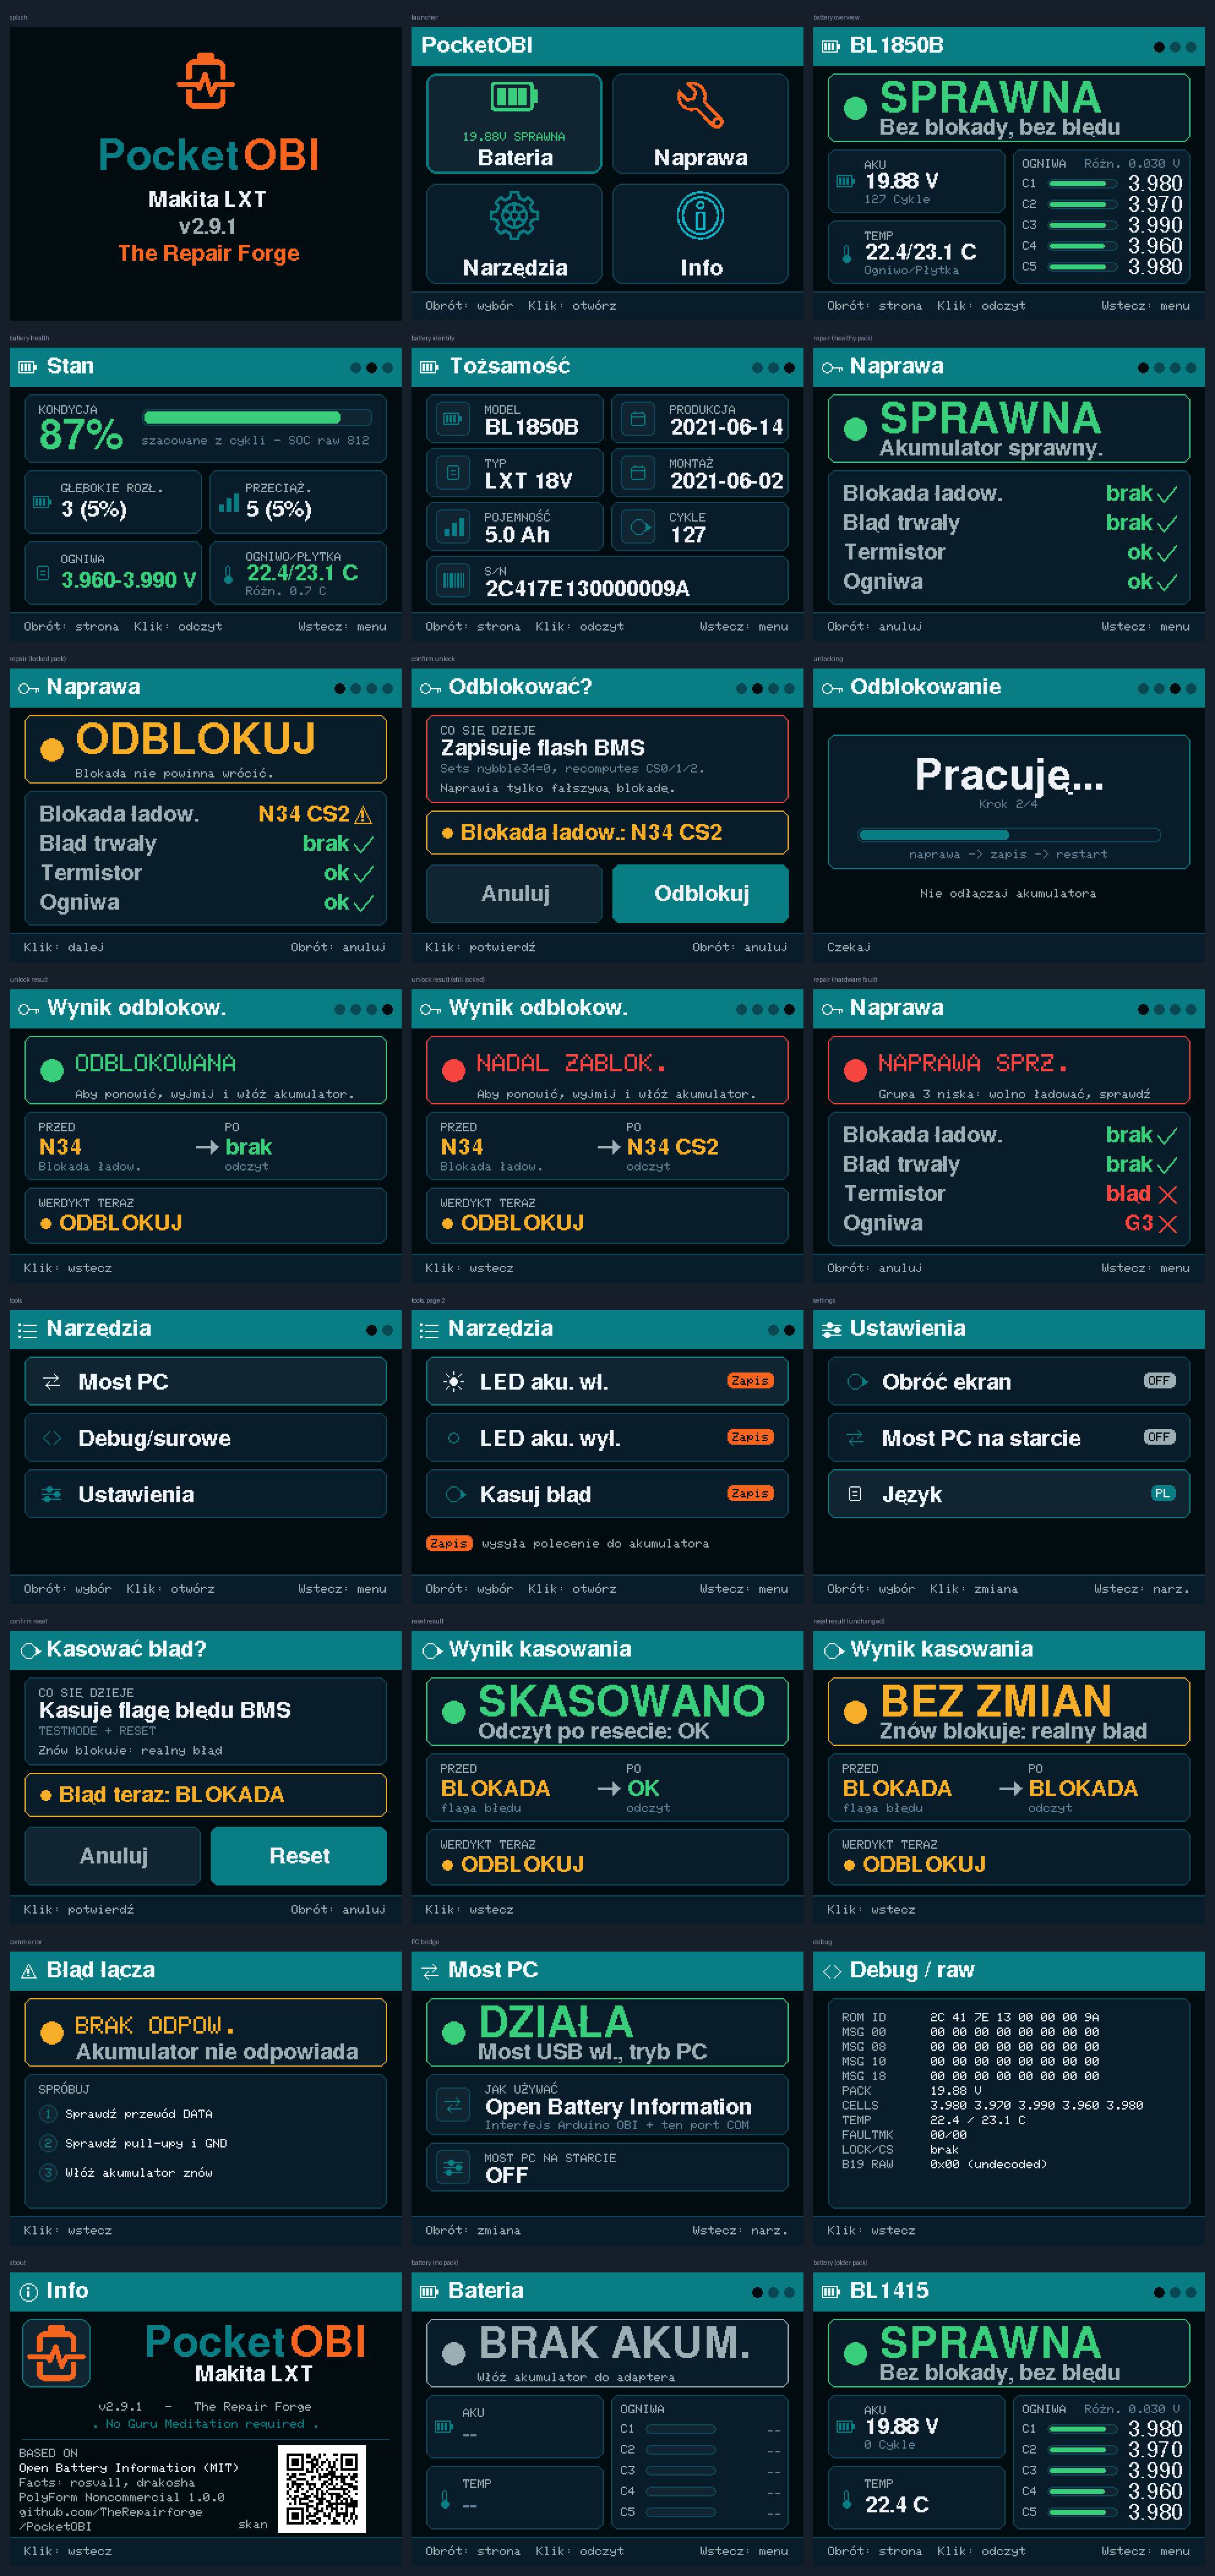 splash
PocketOBI
Makita LXT
v2.9.1
The Repair Forge
launcher
PocketOBI
19.88V SPRAWNA
Bateria
Naprawa
Narzędzia
Info
Obrót: wybór Klik: otwórz
battery overview
BL1850B
SPRAWNA
Bez blokady, bez błędu
AKU
19.88 V
127 Cykle
TEMP
22.4/23.1 C
Ogniwo/Płytka
OGNIWA Różn. 0.030 V
C1 3.980
C2 3.970
C3 3.990
C4 3.960
C5 3.980
Obrót: strona Klik: odczyt Wstecz: menu
battery health
Stan
KONDYCJA
87%
szacowane z cykli - SOC raw 812
GŁĘBOKIE ROZŁ.
3 (5%)
PRZECIĄŻ.
5 (5%)
OGNIWA
3.960-3.990 V
OGNIWO/PŁYTKA
22.4/23.1 C
Różn. 0.7 C
Obrót: strona Klik: odczyt Wstecz: menu
battery identity
Tożsamość
MODEL
BL1850B
PRODUKCJA
2021-06-14
TYP
LXT 18V
MONTAŻ
2021-06-02
POJEMNOŚĆ
5.0 Ah
CYKLE
127
S/N
2C417E130000009A
Obrót: strona Klik: odczyt Wstecz: menu
repair (healthy pack)
Naprawa
SPRAWNA
Akumulator sprawny.
Blokada ładow. brak
Błąd trwały brak
Termistor ok
Ogniwa ok
Obrót: anuluj Wstecz: menu
repair (locked pack)
Naprawa
ODBLOKUJ
Blokada nie powinna wrócić.
Blokada ładow. N34 CS2
Błąd trwały brak
Termistor ok
Ogniwa ok
Klik: dalej Obrót: anuluj
confirm unlock
Odblokować?
CO SIĘ DZIEJE
Zapisuje flash BMS
Sets nybble34=0, recomputes CS0/1/2.
Naprawia tylko fałszywą blokadę.
Blokada ładow.: N34 CS2
Anuluj
Odblokuj
Klik: potwierdź Obrót: anuluj
unlocking
Odblokowanie
Pracuję...
Krok 2/4
naprawa -> zapis -> restart
Nie odłączaj akumulatora
Czekaj
unlock result
Wynik odblokow.
ODBLOKOWANA
Aby ponowić, wyjmij i włóż akumulator.
PRZED PO
N34 brak
Blokada ładow. odczyt
WERDYKT TERAZ
ODBLOKUJ
Klik: wstecz
unlock result (still locked)
Wynik odblokow.
NADAL ZABLOK.
Aby ponowić, wyjmij i włóż akumulator.
PRZED PO
N34 N34 CS2
Blokada ładow. odczyt
WERDYKT TERAZ
ODBLOKUJ
Klik: wstecz
repair (hardware fault)
Naprawa
NAPRAWA SPRZ.
Grupa 3 niska: wolno ładować, sprawdź
Blokada ładow. brak
Błąd trwały brak
Termistor błąd
Ogniwa G3
Obrót: anuluj Wstecz: menu
tools
Narzędzia
Most PC
Debug/surowe
Ustawienia
Obrót: wybór Klik: otwórz Wstecz: menu
tools, page 2
Narzędzia
LED aku. wł. Zapis
LED aku. wył. Zapis
Kasuj błąd Zapis
Zapis wysyła polecenie do akumulatora
Obrót: wybór Klik: otwórz Wstecz: menu
settings
Ustawienia
Obróć ekran OFF
Most PC na starcie OFF
Język PL
Obrót: wybór Klik: zmiana Wstecz: narz.
confirm reset
Kasować błąd?
CO SIĘ DZIEJE
Kasuje flagę błędu BMS
TESTMODE + RESET
Znów blokuje: realny błąd
Błąd teraz: BLOKADA
Anuluj
Reset
Klik: potwierdź Obrót: anuluj
reset result
Wynik kasowania
SKASOWANO
Odczyt po resecie: OK
PRZED PO
BLOKADA OK
flaga błędu odczyt
WERDYKT TERAZ
ODBLOKUJ
Klik: wstecz
reset result (unchanged)
Wynik kasowania
BEZ ZMIAN
Znów blokuje: realny błąd
PRZED PO
BLOKADA BLOKADA
flaga błędu odczyt
WERDYKT TERAZ
ODBLOKUJ
Klik: wstecz
comm error
Błąd łącza
BRAK ODPOW.
Akumulator nie odpowiada
SPRÓBUJ
1 Sprawdź przewód DATA
2 Sprawdź pull-upy i GND
3 Włóż akumulator znów
Klik: wstecz
PC bridge
Most PC
DZIAŁA
Most USB wł., tryb PC
JAK UŻYWAĆ
Open Battery Information
Interfejs Arduino OBI + ten port COM
MOST PC NA STARCIE
OFF
Obrót: zmiana Wstecz: narz.
debug
Debug / raw
ROM ID 2C 41 7E 13 00 00 00 9A
MSG 00 00 00 00 00 00 00 00 00
MSG 08 00 00 00 00 00 00 00 00
MSG 10 00 00 00 00 00 00 00 00
MSG 18 00 00 00 00 00 00 00 00
PACK 19.88 V
CELLS 3.980 3.970 3.990 3.960 3.980
TEMP 22.4 / 23.1 C
FAULTMK 00/00
LOCK/CS brak
B19 RAW 0x00 (undecoded)
Klik: wstecz
about
Info
PocketOBI
Makita LXT
v2.9.1 - The Repair Forge
. No Guru Meditation required .
BASED ON
Open Battery Information (MIT)
Facts: rosvall, drakosha
PolyForm Noncommercial 1.0.0
github.com/TheRepairforge
/PocketOBI skan
Klik: wstecz
battery (no pack)
Bateria
BRAK AKUM.
Włóż akumulator do adaptera
AKU
--
TEMP
--
OGNIWA
C1 --
C2 --
C3 --
C4 --
C5 --
Obrót: strona Klik: odczyt Wstecz: menu
battery (older pack)
BL1415
SPRAWNA
Bez blokady, bez błędu
AKU
19.88 V
0 Cykle
TEMP
22.4 C
OGNIWA Różn. 0.030 V
C1 3.980
C2 3.970
C3 3.990
C4 3.960
C5 3.980
Obrót: strona Klik: odczyt Wstecz: menu